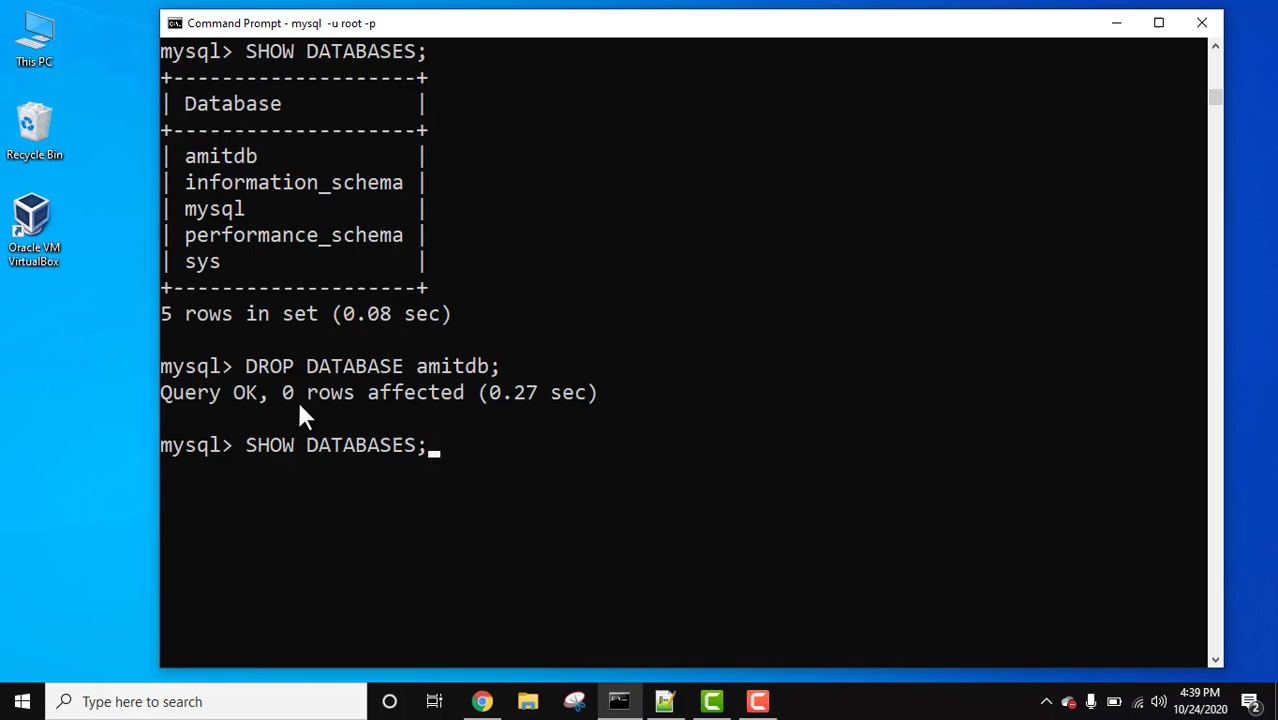 This PC
Recycle Bin
Oracle VM
VirtualBox
Command Prompt - mysql  -u root -p
mysql> SHOW DATABASES;
+--------------------+
| Database           |
+--------------------+
| amitdb             |
| information_schema |
| mysql              |
| performance_schema |
| sys                |
+--------------------+
5 rows in set (0.08 sec)
mysql> DROP DATABASE amitdb;
Query OK, 0 rows affected (0.27 sec)
mysql> SHOW DATABASES;
Type here to search
4:39 PM
10/24/2020
2